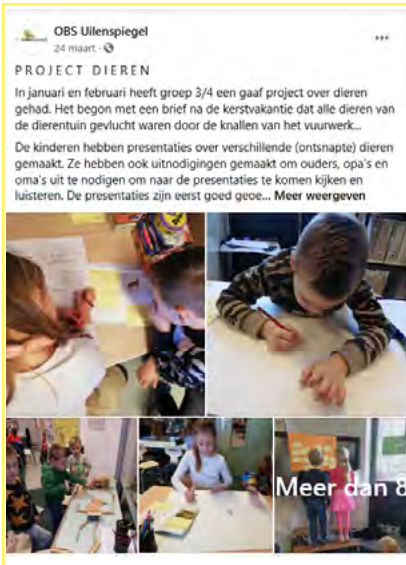 OBS Uilenspiegel
24 maart ·
PROJECT DIEREN
In januari en februari heeft groep 3/4 een gaaf project over dieren
gehad. Het begon met een brief na de kerstvakantie dat alle dieren van
de dierentuin gevlucht waren door de knallen van het vuurwerk...
De kinderen hebben presentaties over verschillende (ontsnapte) dieren
gemaakt. Ze hebben ook uitnodigingen gemaakt om ouders, opa's en
oma's uit te nodigen om naar de presentaties te komen kijken en
luisteren. De presentaties zijn eerst goed geoe... Meer weergeven
Meer dan 8